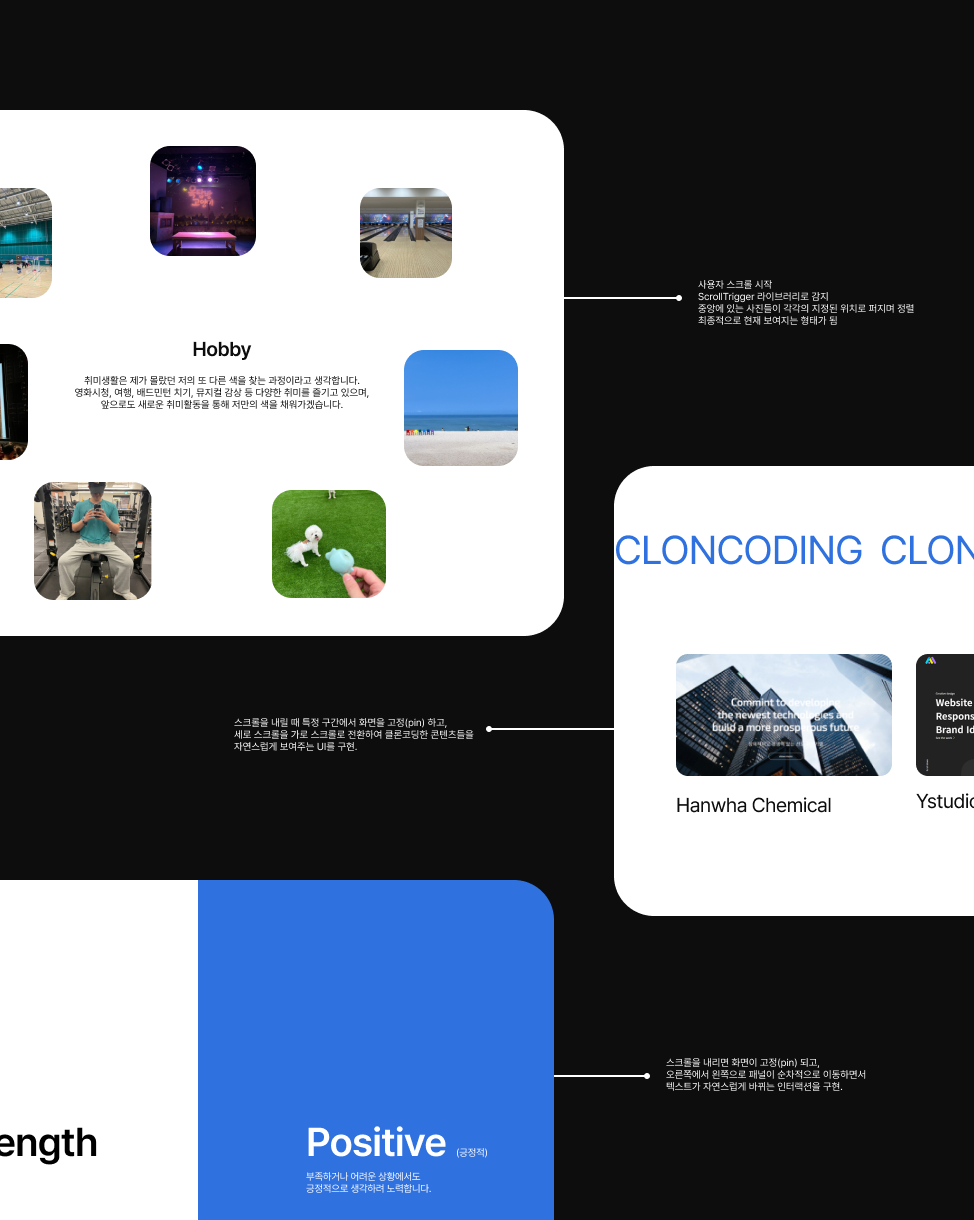 사용자 스크롤 시작
ScrollTrigger 라이브러리로 감지
중앙에 있는 사진들이 각각의 지정된 위치로 퍼지며 정렬
최종적으로 현재 보여지는 형태가 됨
Hobby
취미생활은 제가 몰랐던 저의 또 다른 색을 찾는 과정이라고 생각합니다.
영화시청, 여행, 배드민턴 치기, 뮤지컬 감상 등 다양한 취미를 즐기고 있으며,
앞으로도 새로운 취미활동을 통해 저만의 색을 채워가겠습니다.
CLONCODING CLON
Commint to developing
the newest technologies and
build a more prosperous future
Website
Respons
Brand Id
Hanwha Chemical
Ystudio
스크롤을 내릴 때 특정 구간에서 화면을 고정(pin) 하고,
세로 스크롤을 가로 스크롤로 전환하여 클론코딩한 콘텐츠들을
자연스럽게 보여주는 UI를 구현.
스크롤을 내리면 화면이 고정(pin) 되고,
오른쪽에서 왼쪽으로 패널이 순차적으로 이동하면서
텍스트가 자연스럽게 바뀌는 인터랙션을 구현.
ength
Positive (긍정적)
부족하거나 어려운 상황에서도
긍정적으로 생각하려 노력합니다.